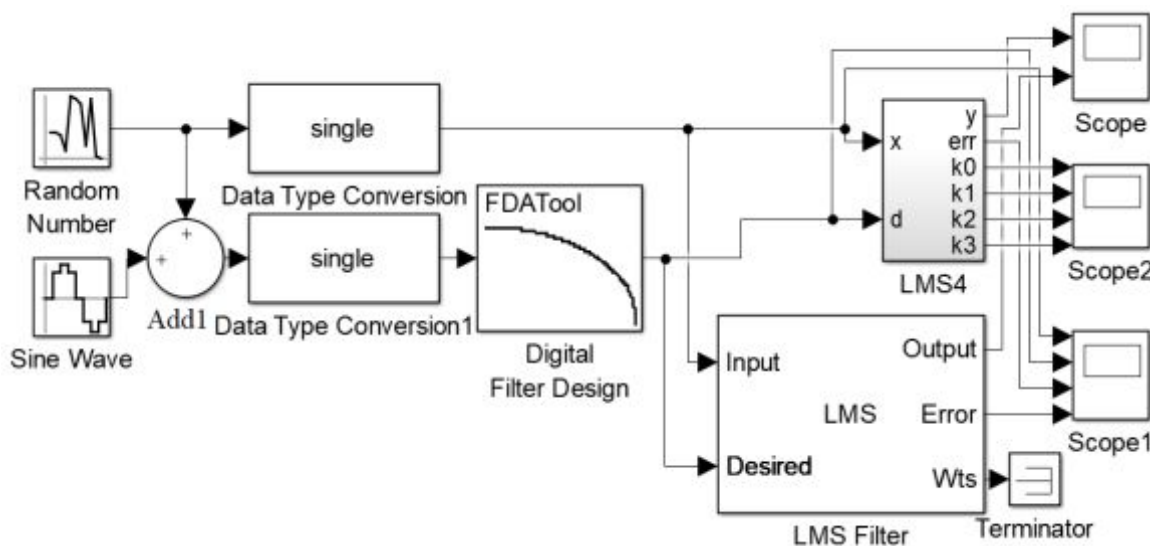 Random
Number
Sine Wave
Add1
single
Data Type Conversion
single
Data Type Conversion1
FDATool
Digital
Filter Design
x
d
y
err
k0
k1
k2
k3
LMS4
Input
Desired
LMS
Output
Error
Wts
LMS Filter
Scope
Scope2
Scope1
Terminator